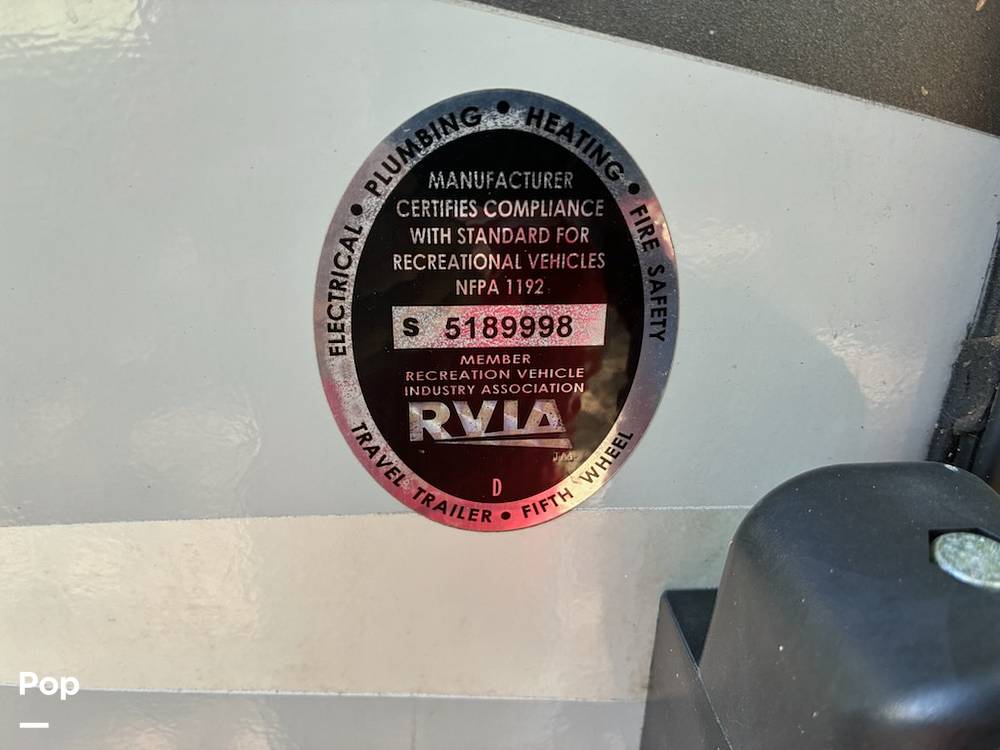 ELECTRICAL • PLUMBING • HEATING • FIRE SAFETY
MANUFACTURER
CERTIFIES COMPLIANCE
WITH STANDARD FOR
RECREATIONAL VEHICLES
NFPA 1192
S 5189998
MEMBER
RECREATION VEHICLE
INDUSTRY ASSOCIATION
RVIA
D
TRAVEL TRAILER • FIFTH WHEEL
Pop